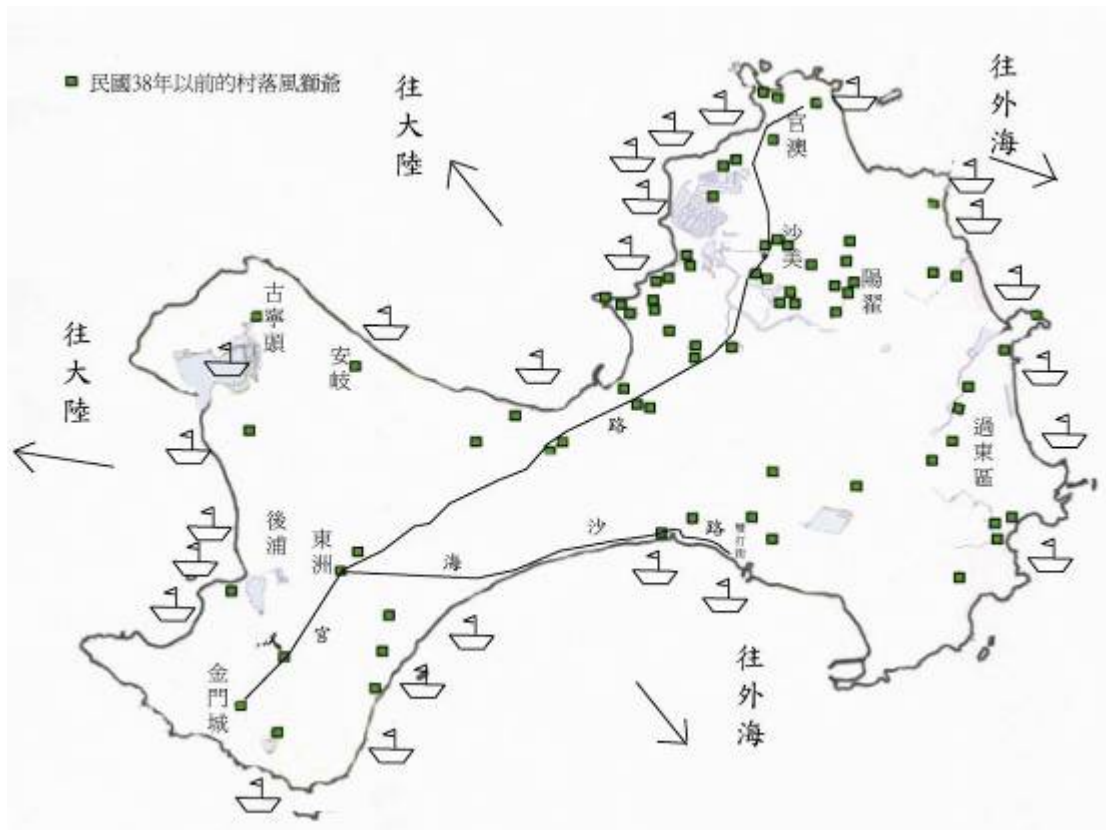 民國38年以前的村落風獅爺
往大陸
往外海
官澳
沙美
陽翟
古寧頭
安岐
往大陸
路
過東區
後浦
東洲
海
沙
路
宮
金門城
往外海